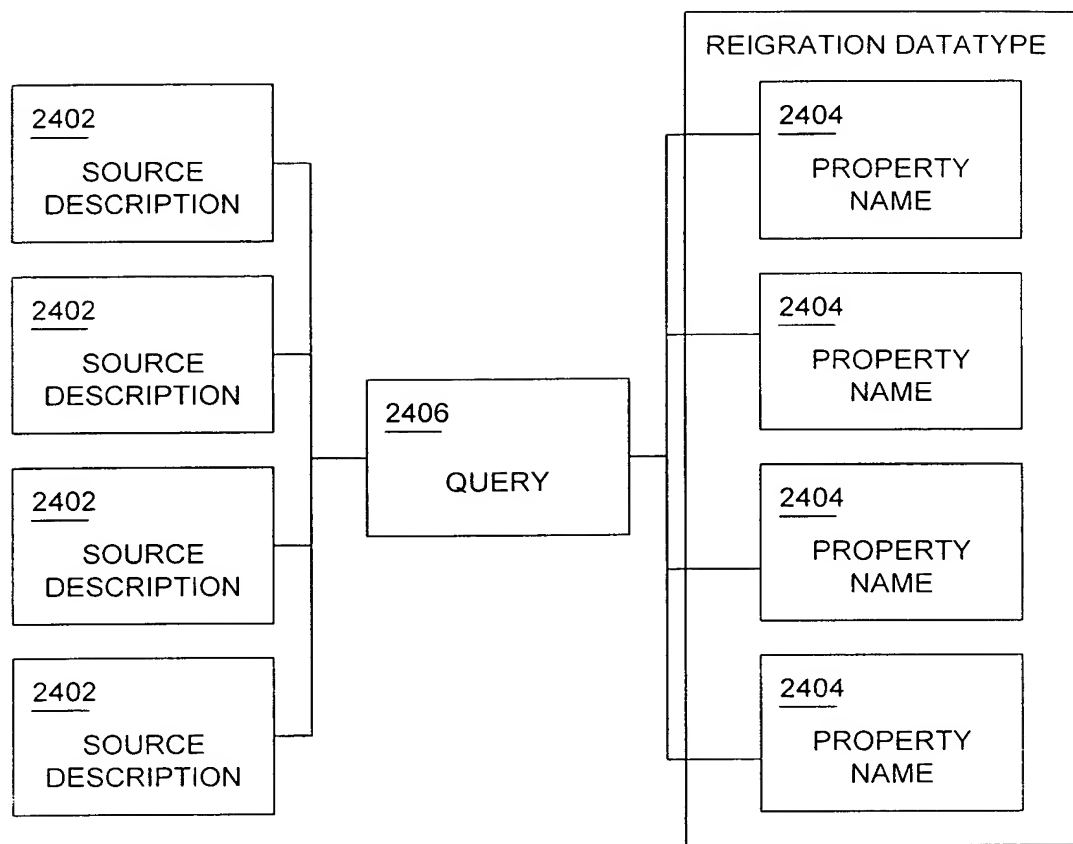 REIGRATION DATATYPE
2402
SOURCE
DESCRIPTION
2402
SOURCE
DESCRIPTION
2402
SOURCE
DESCRIPTION
2402
SOURCE
DESCRIPTION
2406
QUERY
2404
PROPERTY
NAME
2404
PROPERTY
NAME
2404
PROPERTY
NAME
2404
PROPERTY
NAME